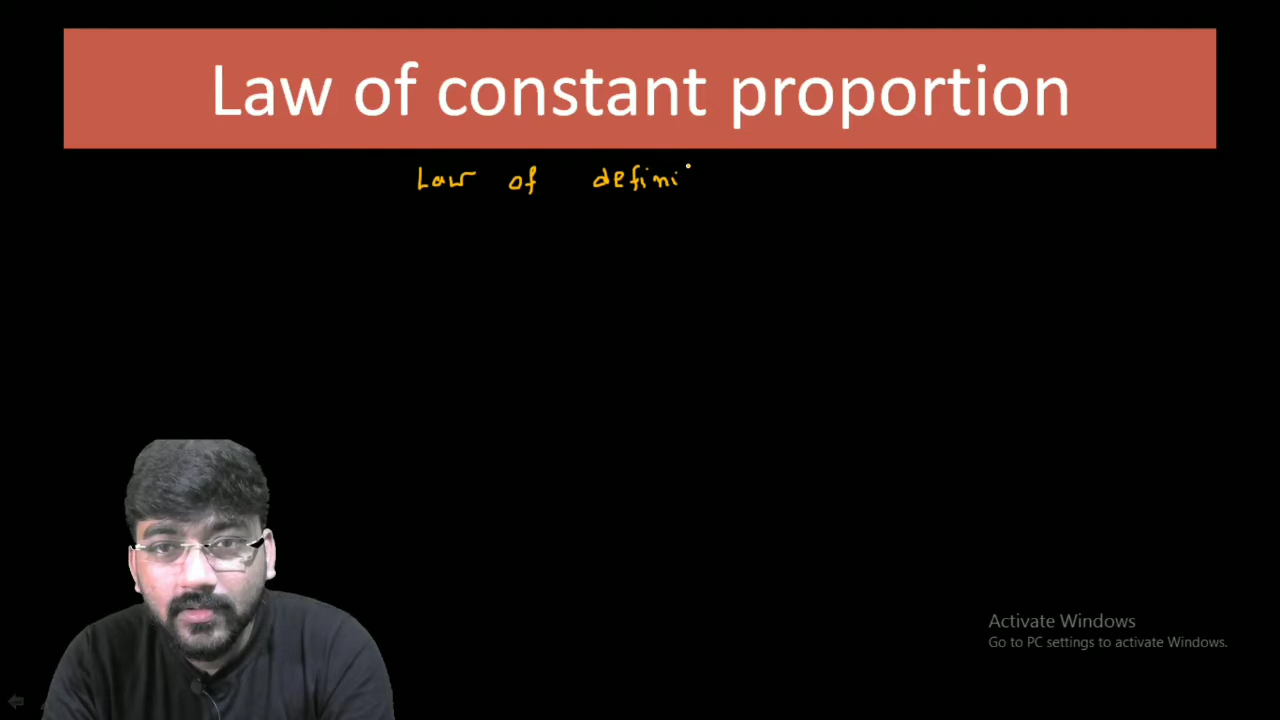 Law of constant proportion
Law of defini
Activate Windows
Go to PC settings to activate Windows.